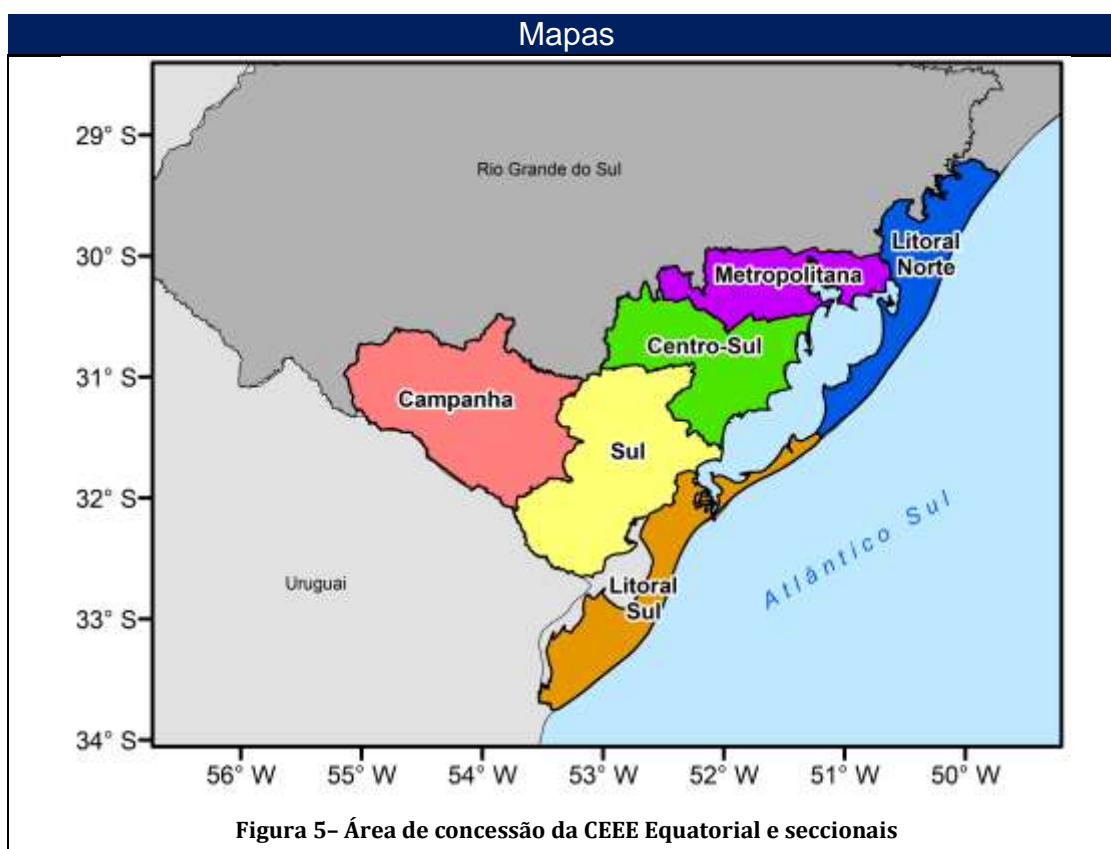 Mapas
29° S
30° S
31° S
32° S
33° S
34° S
Rio Grande do Sul
Litoral
Norte
Metropolitana
Centro-Sul
Campanha
Sul
Atlântico Sul
Uruguai
Litoral
Sul
56° W
55° W
54° W
53° W
52° W
51° W
50° W
Figura 5– Área de concessão da CEEE Equatorial e seccionais